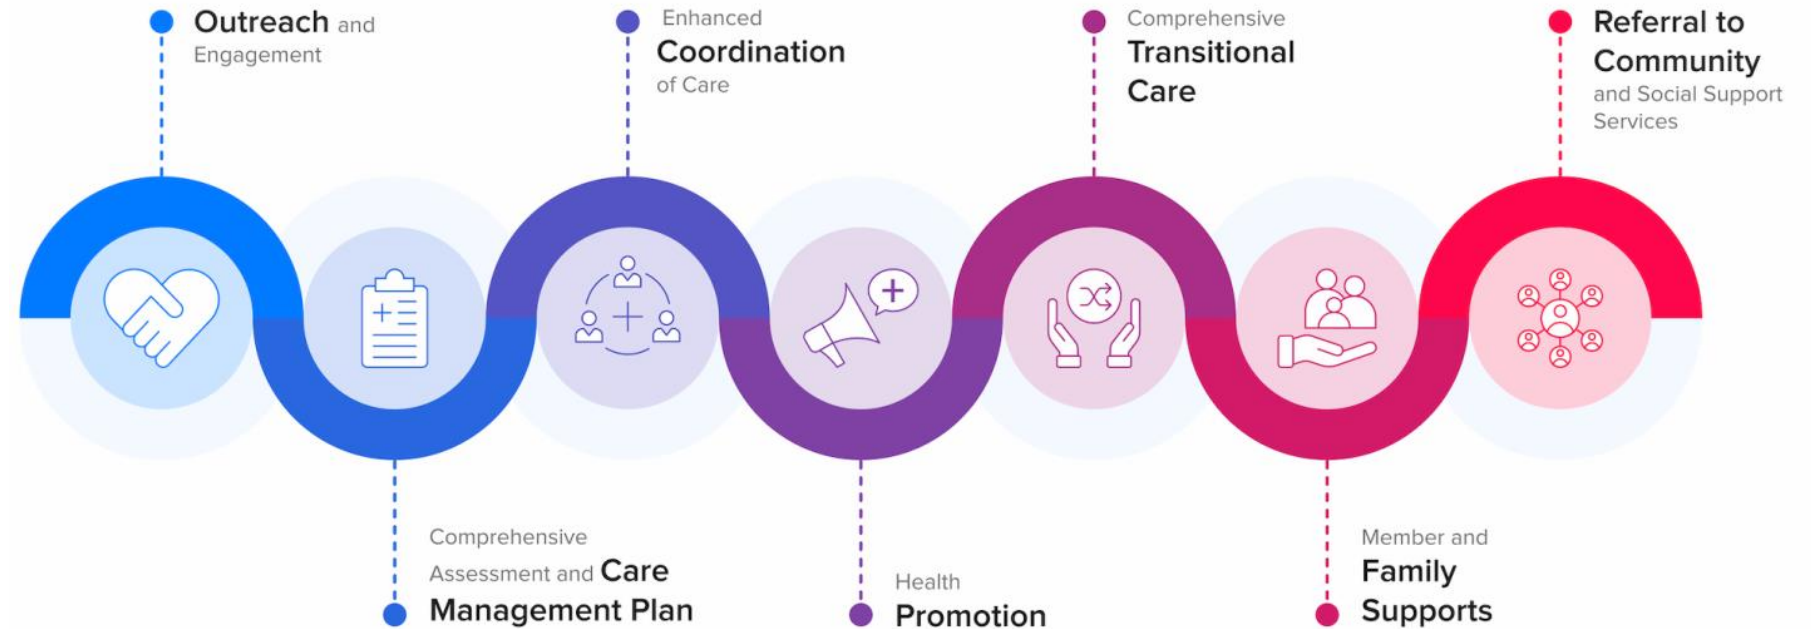 Outreach and
Engagement
Enhanced
Coordination
of Care
Comprehensive
Transitional
Care
Referral to
Community
and Social Support
Services
Comprehensive
Assessment and Care
Management Plan
Health
Promotion
Member and
Family
Supports